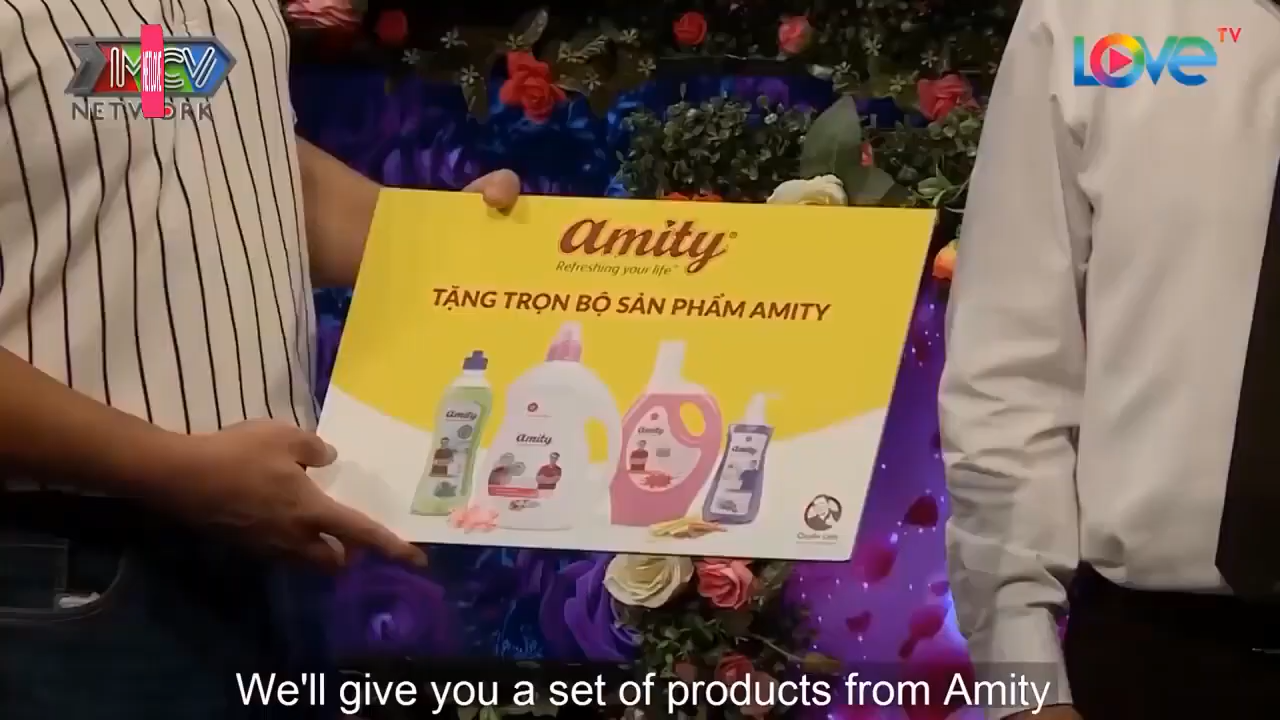 MCV
NETWORK
LOVE TV
amity®
Refreshing your life™
TẶNG TRỌN BỘ SẢN PHẨM AMITY
amity
amity
amity
amity
We'll give you a set of products from Amity